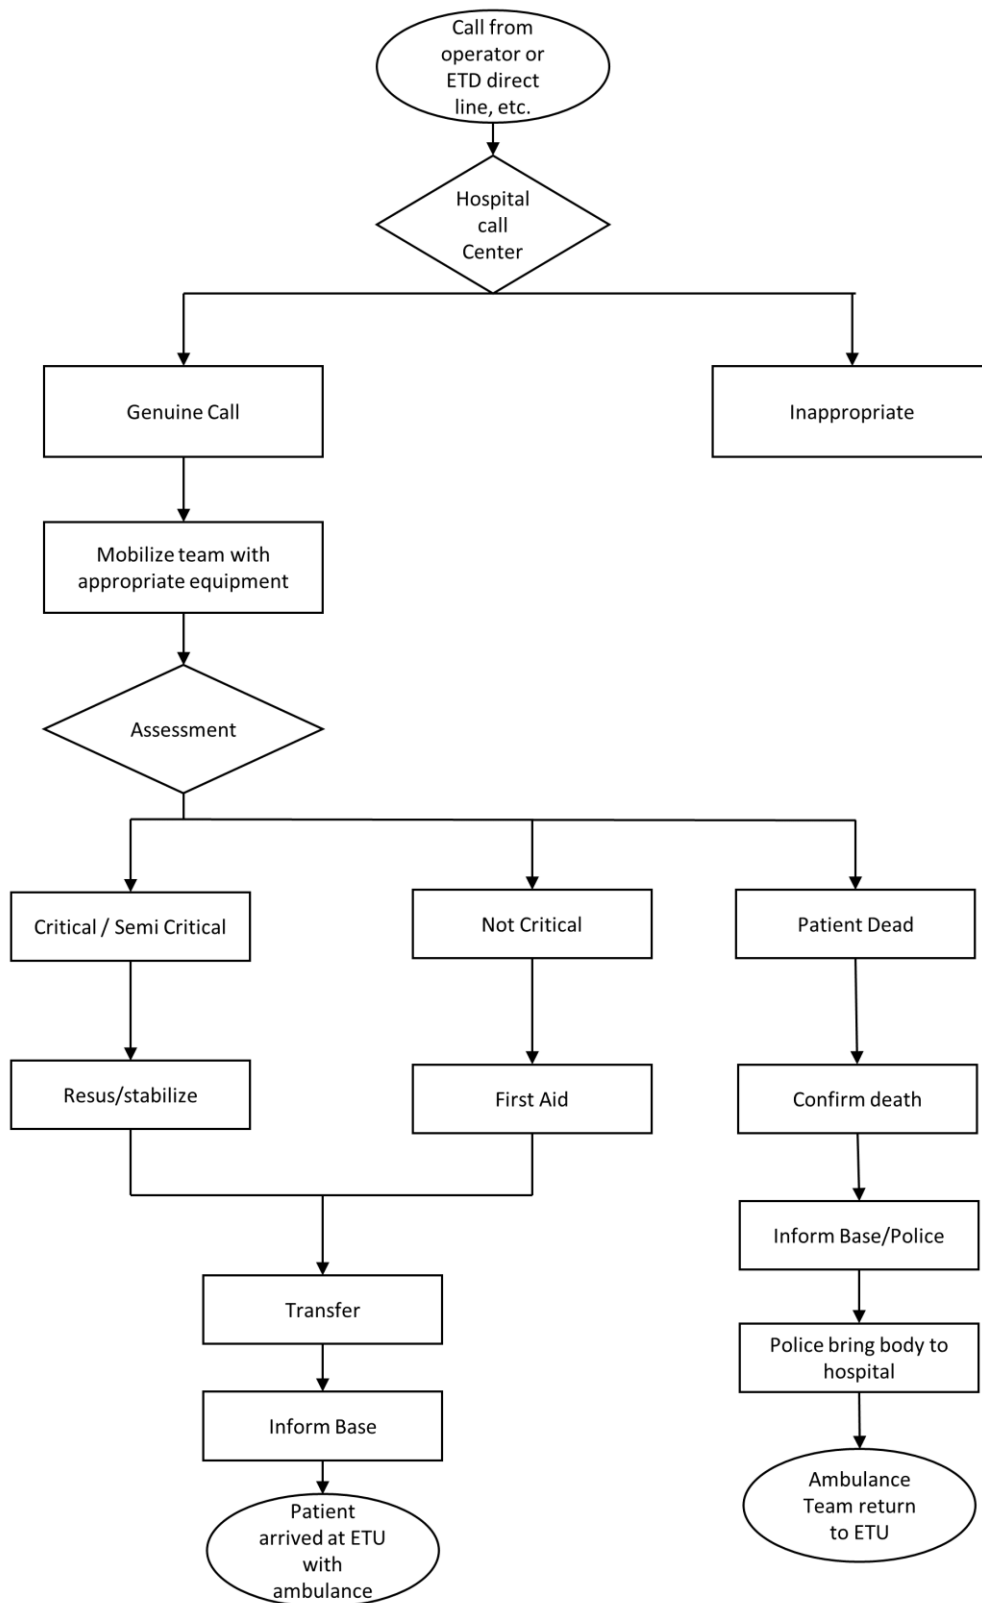 Call from
operator or
ETD direct
line, etc.
Hospital
call
Center
Genuine Call
Inappropriate
Mobilize team with
appropriate equipment
Assessment
Critical / Semi Critical
Not Critical
Patient Dead
Resus/stabilize
First Aid
Confirm death
Inform Base/Police
Transfer
Police bring body to
hospital
Inform Base
Ambulance
Team return
to ETU
Patient
arrived at ETU
with
ambulance